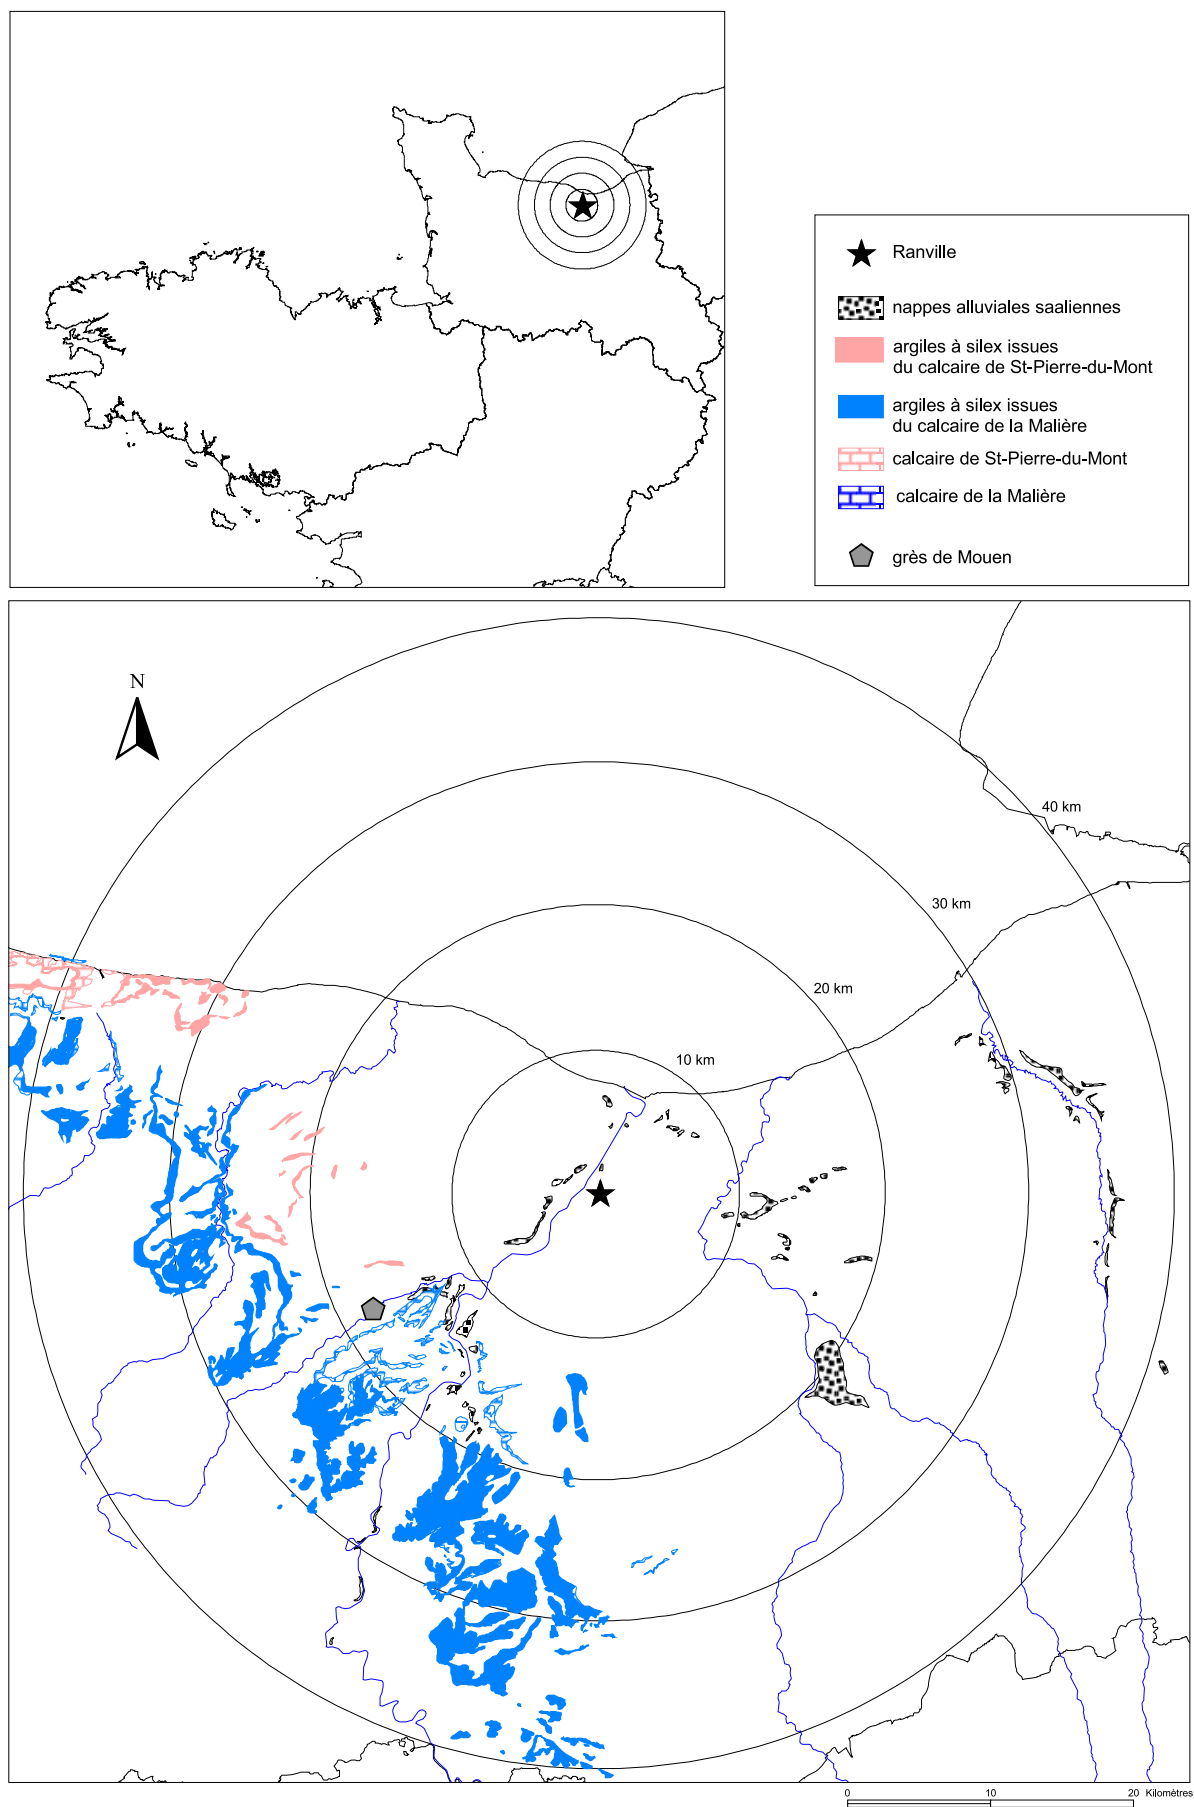 Ranville
nappes alluviales saaliennes
argiles à silex issues
du calcaire de St-Pierre-du-Mont
argiles à silex issues
du calcaire de la Malière
calcaire de St-Pierre-du-Mont
calcaire de la Malière
grès de Mouen
N
40 km
30 km
20 km
10 km
0 10 20 Kilomètres